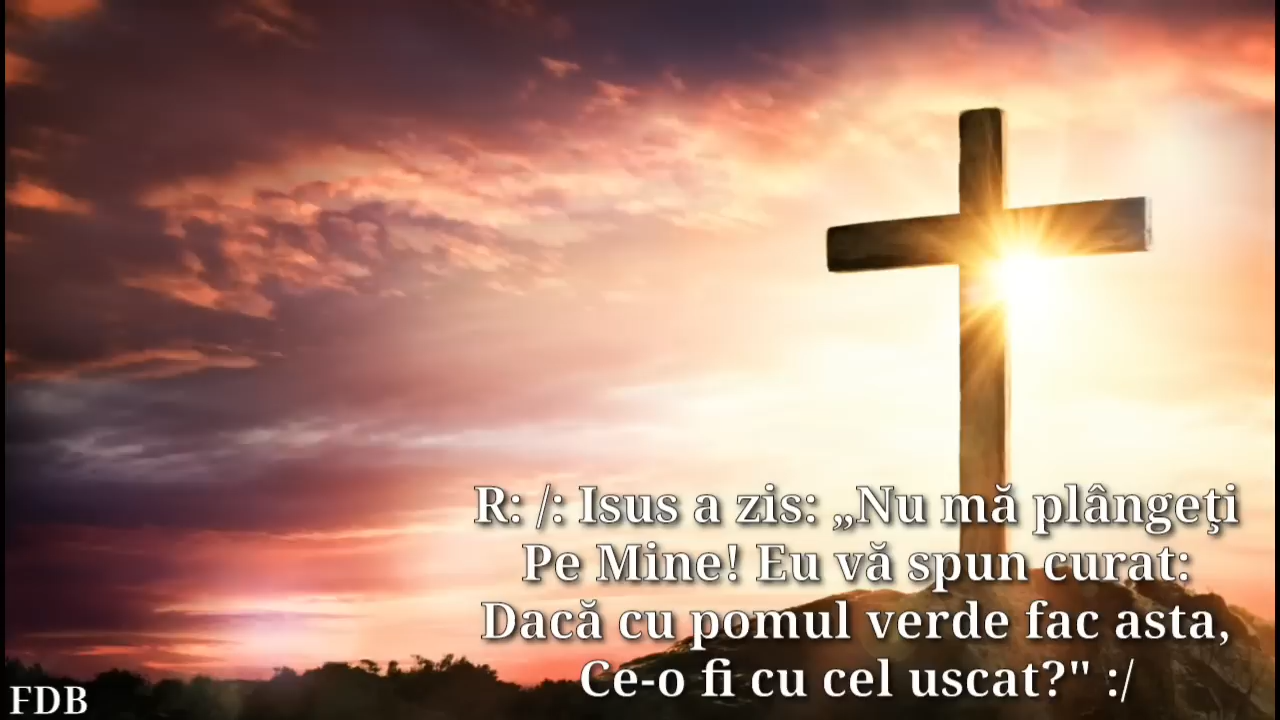 R: /: Isus a zis: „Nu mă plângeţi
Pe Mine! Eu vă spun curat:
Dacă cu pomul verde fac asta,
Ce-o fi cu cel uscat?" :/
FDB